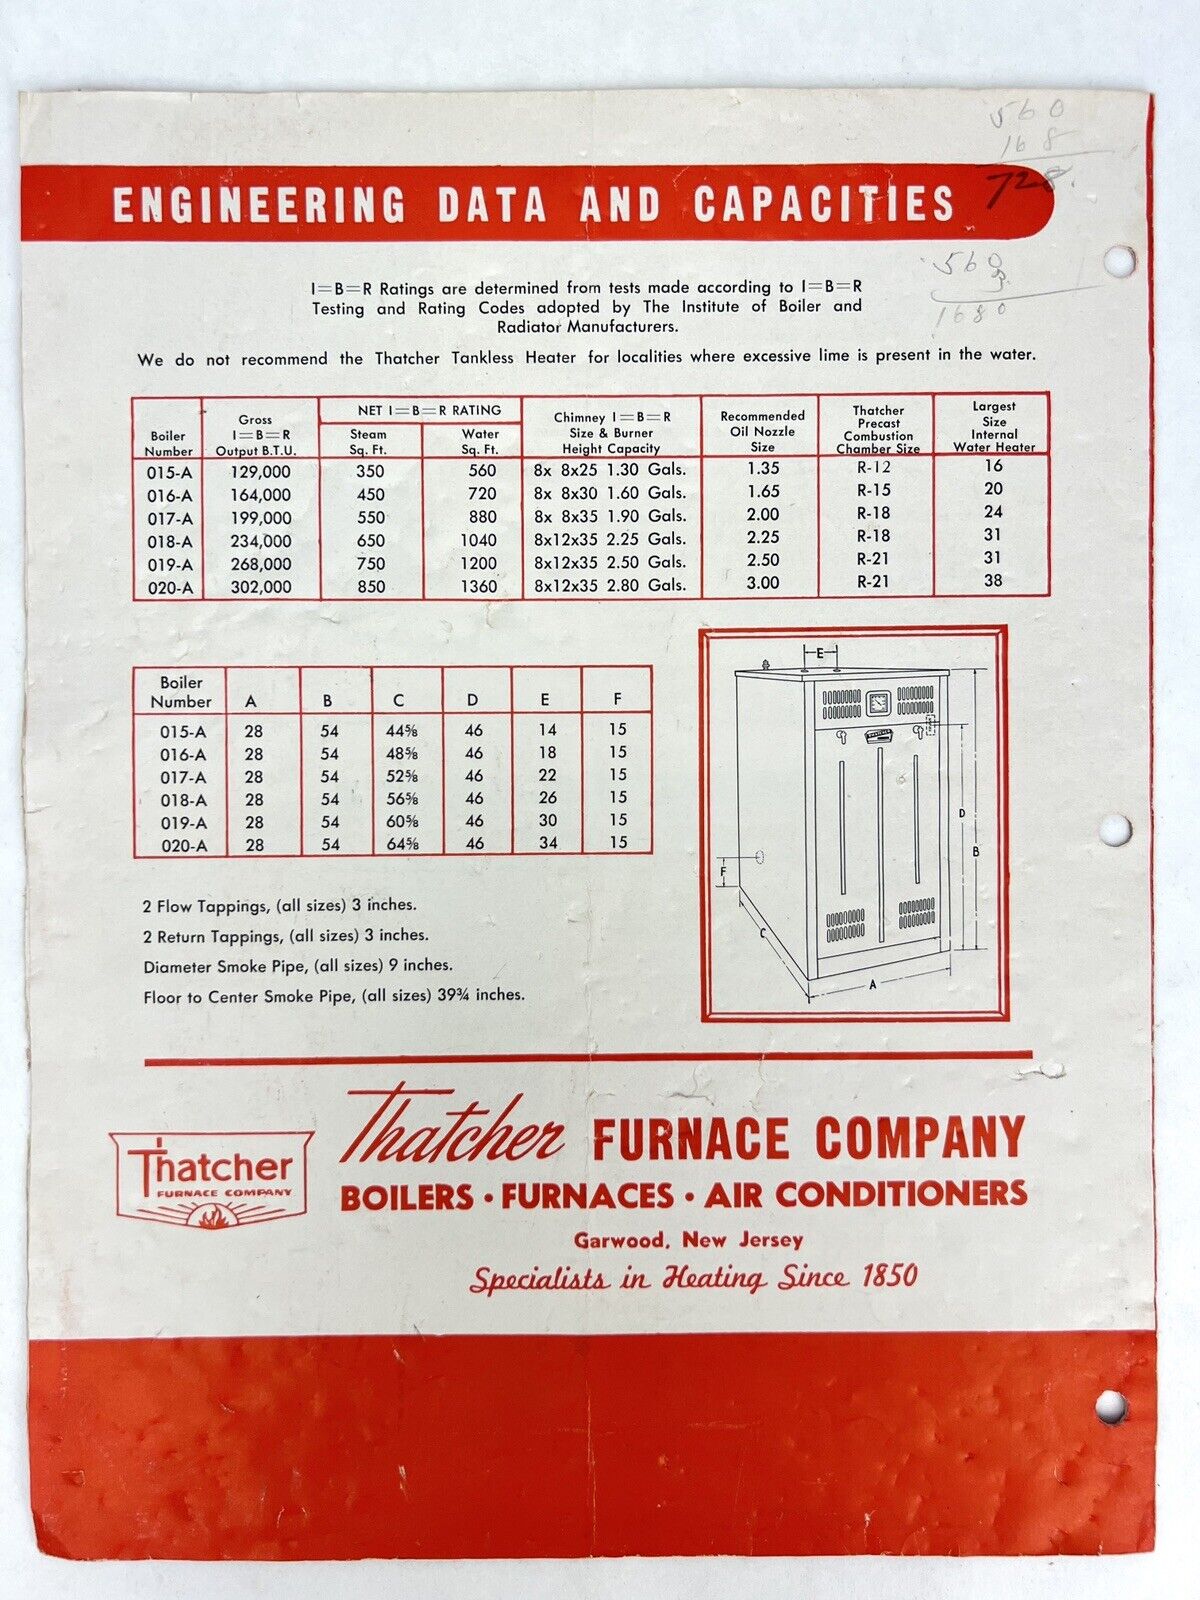 560
168
728.
ENGINEERING DATA AND CAPACITIES
560
3
1680
I=B=R Ratings are determined from tests made according to I=B=R
Testing and Rating Codes adopted by The Institute of Boiler and
Radiator Manufacturers.
We do not recommend the Thatcher Tankless Heater for localities where excessive lime is present in the water.
Boiler Number | Gross I=B=R Output B.T.U. | NET I=B=R RATING Steam Sq. Ft. | Water Sq. Ft. | Chimney I=B=R Size & Burner Height Capacity | Recommended Oil Nozzle Size | Thatcher Precast Combustion Chamber Size | Largest Size Internal Water Heater
015-A 129,000 350 560 8x 8x25 1.30 Gals. 1.35 R-12 16
016-A 164,000 450 720 8x 8x30 1.60 Gals. 1.65 R-15 20
017-A 199,000 550 880 8x 8x35 1.90 Gals. 2.00 R-18 24
018-A 234,000 650 1040 8x12x35 2.25 Gals. 2.25 R-18 31
019-A 268,000 750 1200 8x12x35 2.50 Gals. 2.50 R-21 31
020-A 302,000 850 1360 8x12x35 2.80 Gals. 3.00 R-21 38
Boiler Number A B C D E F
015-A 28 54 44⅝ 46 14 15
016-A 28 54 48⅝ 46 18 15
017-A 28 54 52⅝ 46 22 15
018-A 28 54 56⅝ 46 26 15
019-A 28 54 60⅝ 46 30 15
020-A 28 54 64⅝ 46 34 15
E
D
B
F
C
A
2 Flow Tappings, (all sizes) 3 inches.
2 Return Tappings, (all sizes) 3 inches.
Diameter Smoke Pipe, (all sizes) 9 inches.
Floor to Center Smoke Pipe, (all sizes) 39¾ inches.
Thatcher
FURNACE COMPANY
Thatcher FURNACE COMPANY
BOILERS • FURNACES • AIR CONDITIONERS
Garwood, New Jersey
Specialists in Heating Since 1850